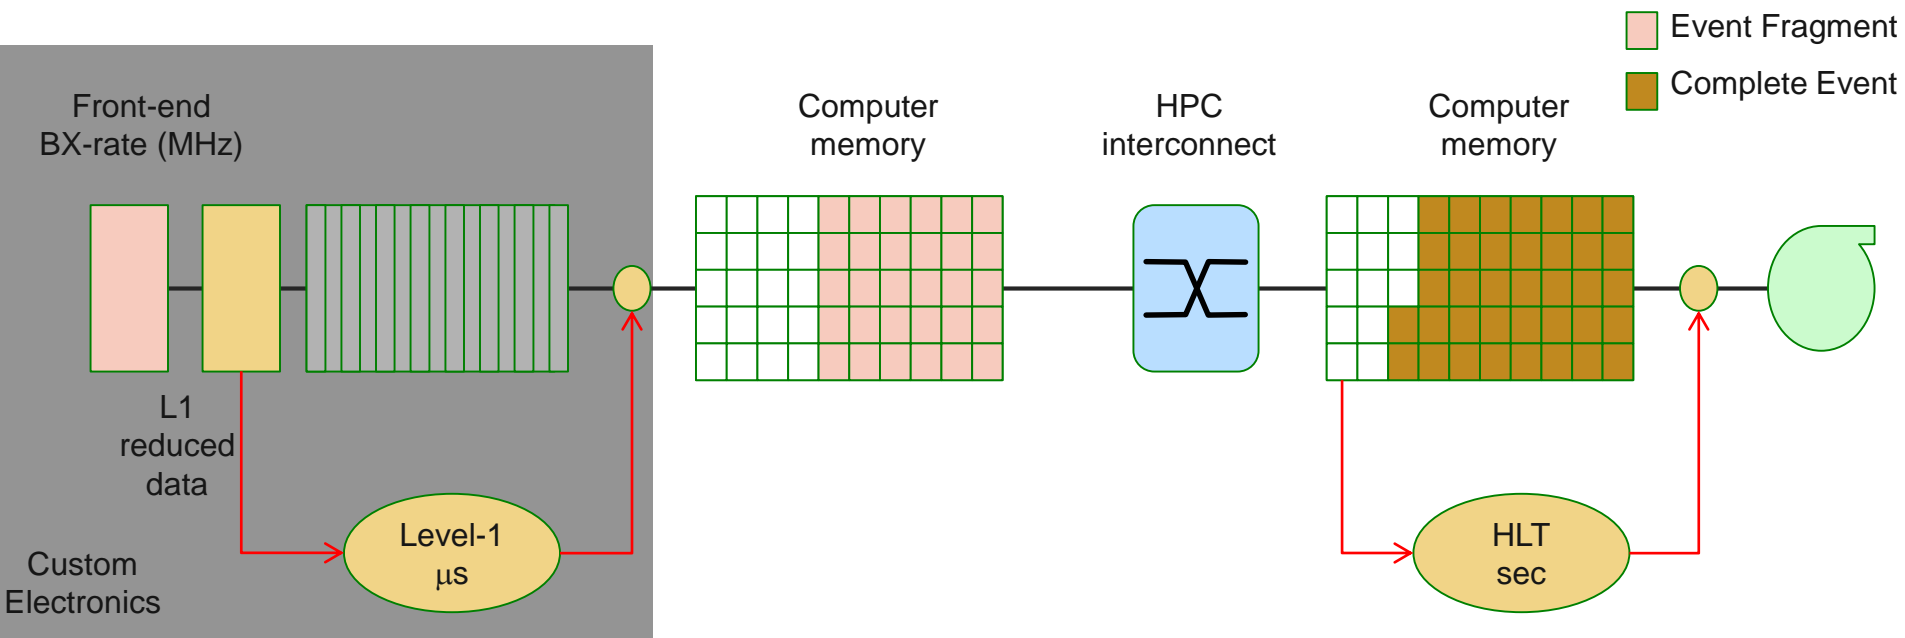 Event Fragment
Complete Event
Front-end
BX-rate (MHz)
Computer
memory
HPC
interconnect
Computer
memory
L1
reduced
data
Level-1
μs
HLT
sec
Custom
Electronics